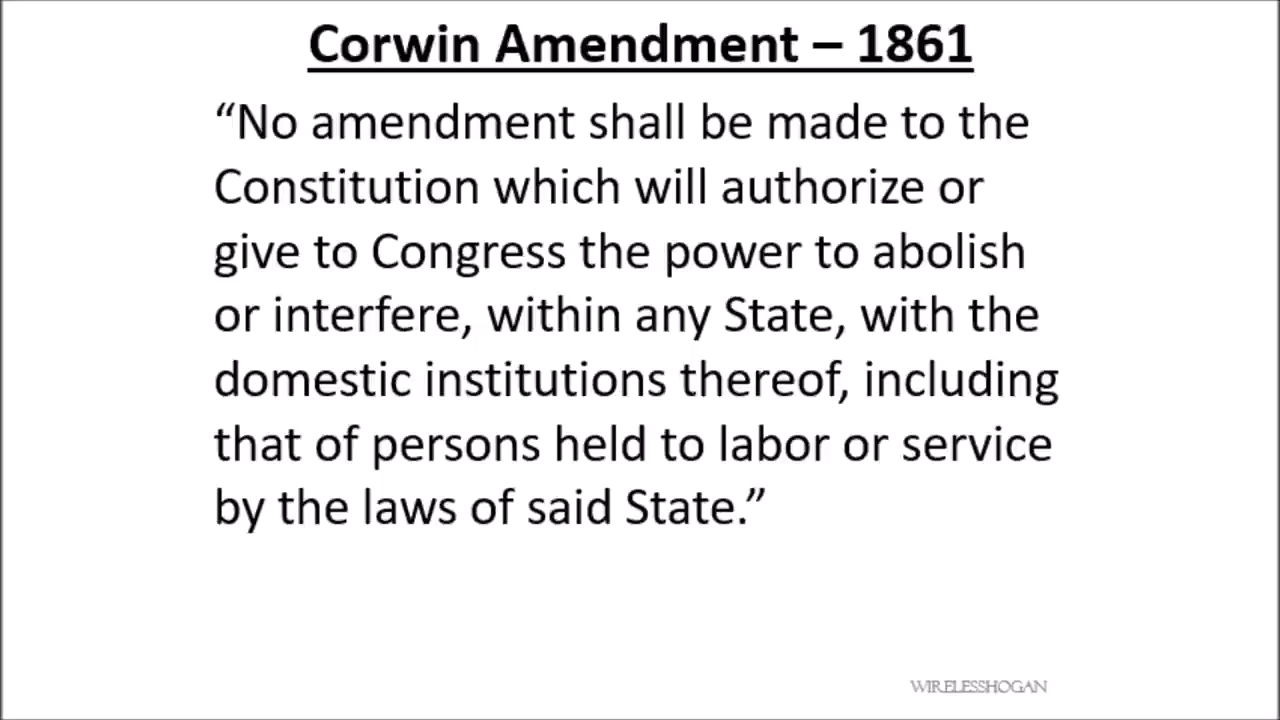 Corwin Amendment – 1861
“No amendment shall be made to the
Constitution which will authorize or
give to Congress the power to abolish
or interfere, within any State, with the
domestic institutions thereof, including
that of persons held to labor or service
by the laws of said State.”
WIRELESSHOGAN